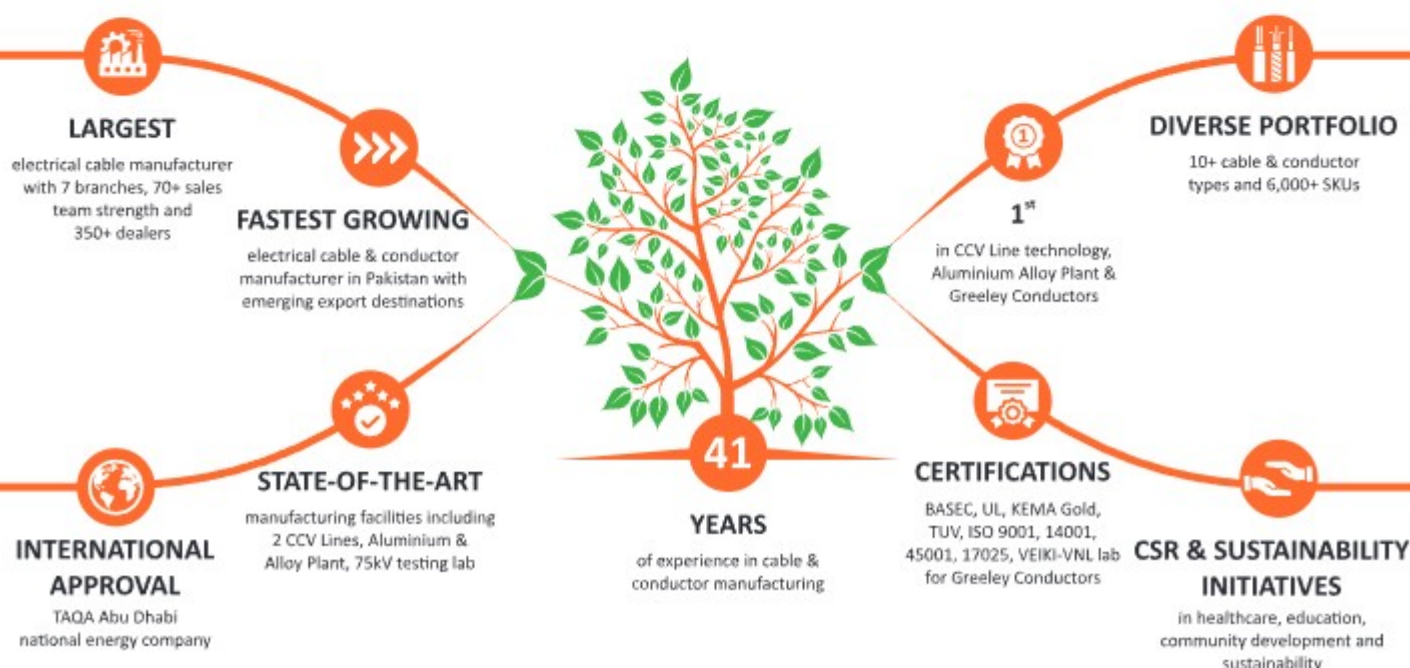 LARGEST
electrical cable manufacturer
with 7 branches, 70+ sales
team strength and
350+ dealers
FASTEST GROWING
electrical cable & conductor
manufacturer in Pakistan with
emerging export destinations
STATE-OF-THE-ART
manufacturing facilities including
2 CCV Lines, Aluminium &
Alloy Plant, 75kV testing lab
INTERNATIONAL
APPROVAL
TAQA Abu Dhabi
national energy company
41
YEARS
of experience in cable &
conductor manufacturing
1
1st
in CCV Line technology,
Aluminium Alloy Plant &
Greeley Conductors
DIVERSE PORTFOLIO
10+ cable & conductor
types and 6,000+ SKUs
CERTIFICATIONS
BASEC, UL, KEMA Gold,
TUV, ISO 9001, 14001,
45001, 17025, VEIKI-VNL lab
for Greeley Conductors
CSR & SUSTAINABILITY
INITIATIVES
in healthcare, education,
community development and
sustainability